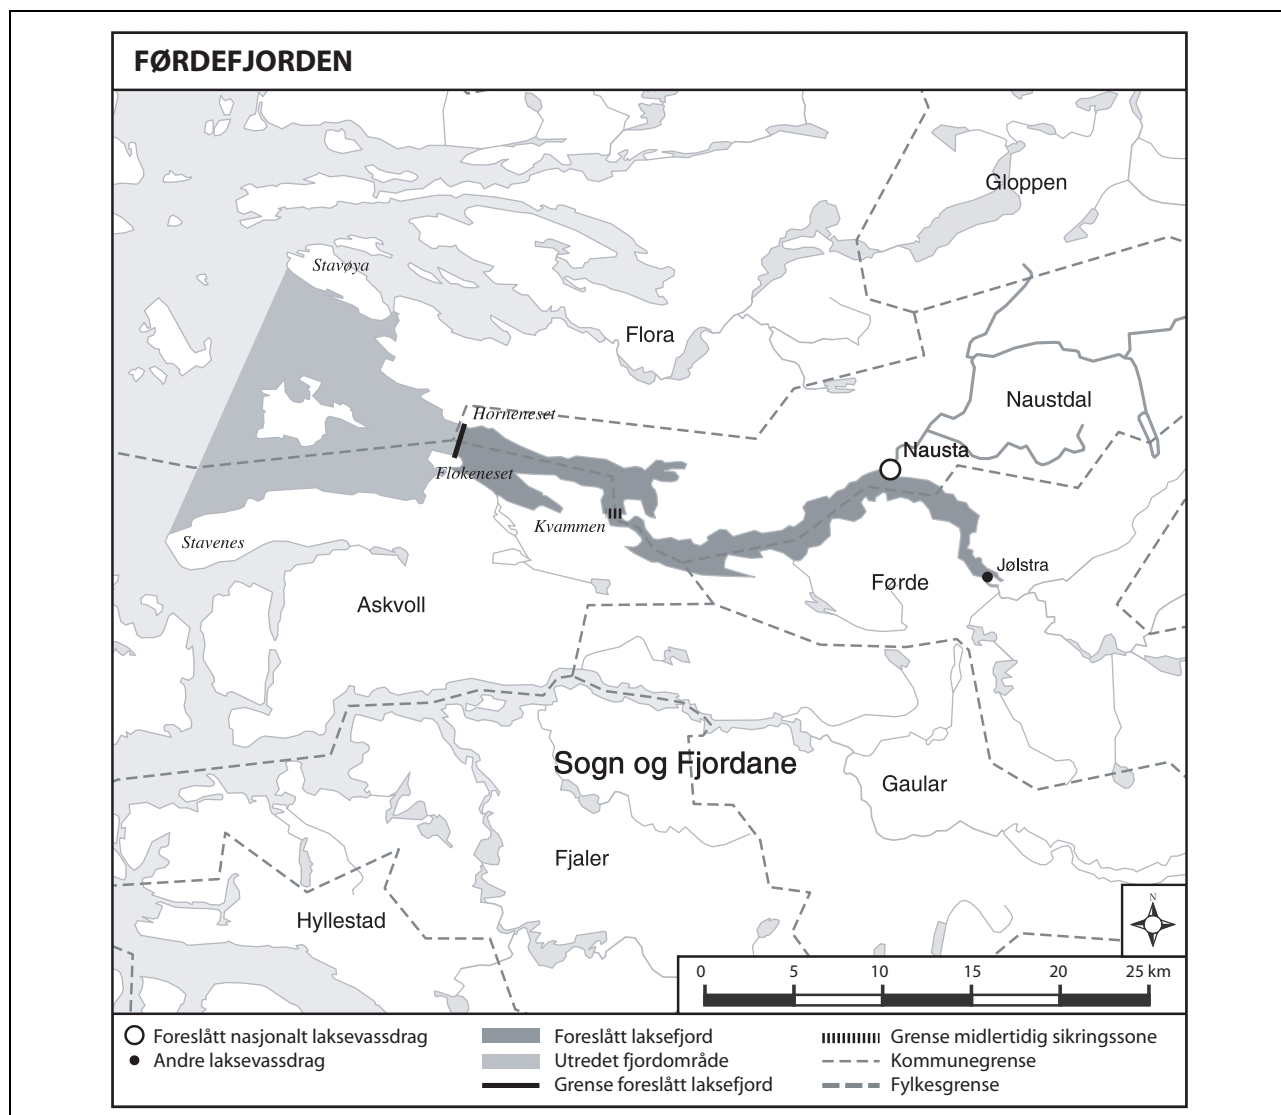 FØRDEFJORDEN
Gloppen
Stavøya
Flora
Naustdal
Horneneset
Nausta
Flokeneset
Kvammen
Stavenes
Jølstra
Førde
Askvoll
Sogn og Fjordane
Gaular
Fjaler
Hyllestad
N
0 5 10 15 20 25 km
Foreslått nasjonalt laksevassdrag
Andre laksevassdrag
Foreslått laksefjord
Utredet fjordområde
Grense foreslått laksefjord
Grense midlertidig sikringssone
Kommunegrense
Fylkesgrense